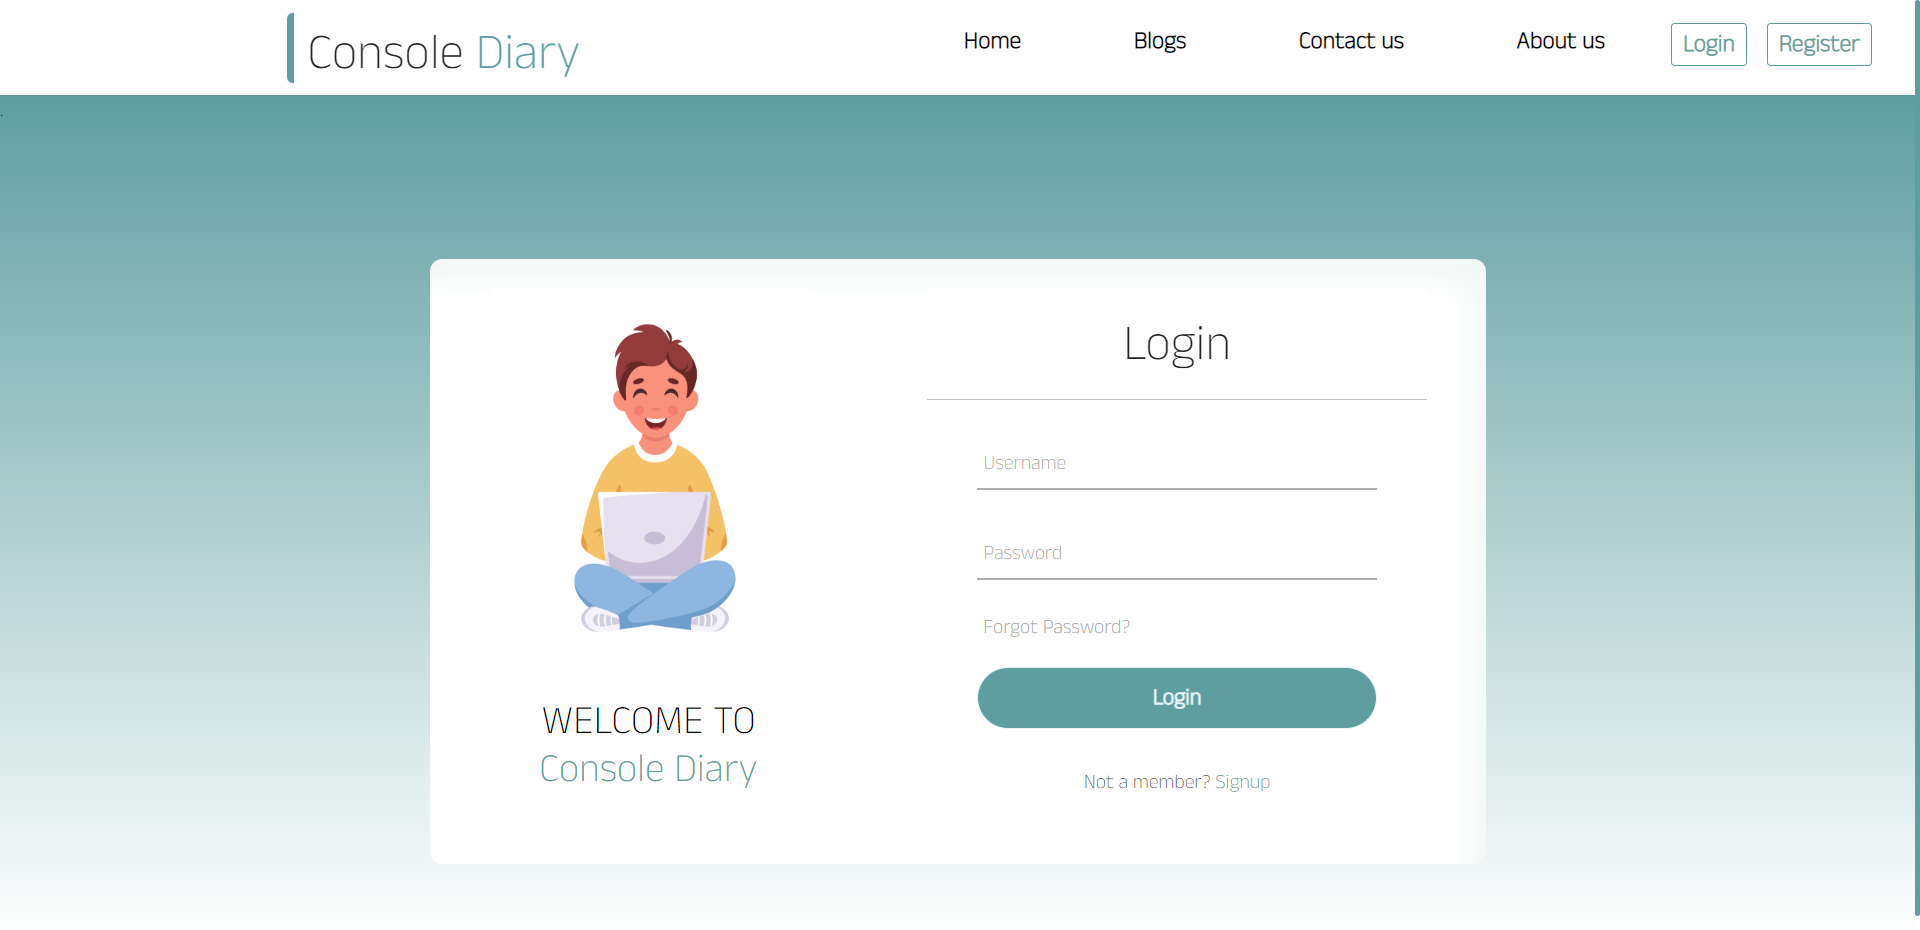 Console Diary
Home
Blogs
Contact us
About us
Login
Register
.
Login
Username
Password
Forgot Password?
Login
Not a member? Signup
WELCOME TO
Console Diary